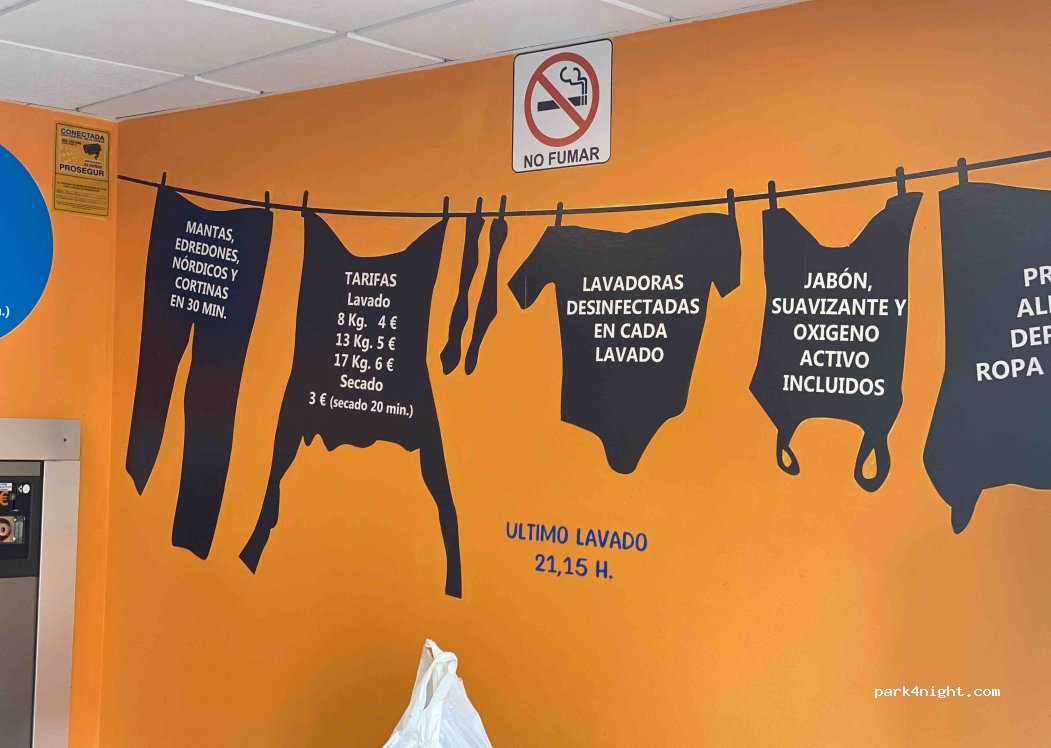 CONECTADA
PROSEGUR
NO FUMAR
MANTAS,
EDREDONES,
NÓRDICOS Y
CORTINAS
EN 30 MIN.
TARIFAS
Lavado
8 Kg. 4 €
13 Kg. 5 €
17 Kg. 6 €
Secado
3 € (secado 20 min.)
LAVADORAS
DESINFECTADAS
EN CADA
LAVADO
JABÓN,
SUAVIZANTE Y
OXIGENO
ACTIVO
INCLUIDOS
ROPA
ULTIMO LAVADO
21,15 H.
park4night.com